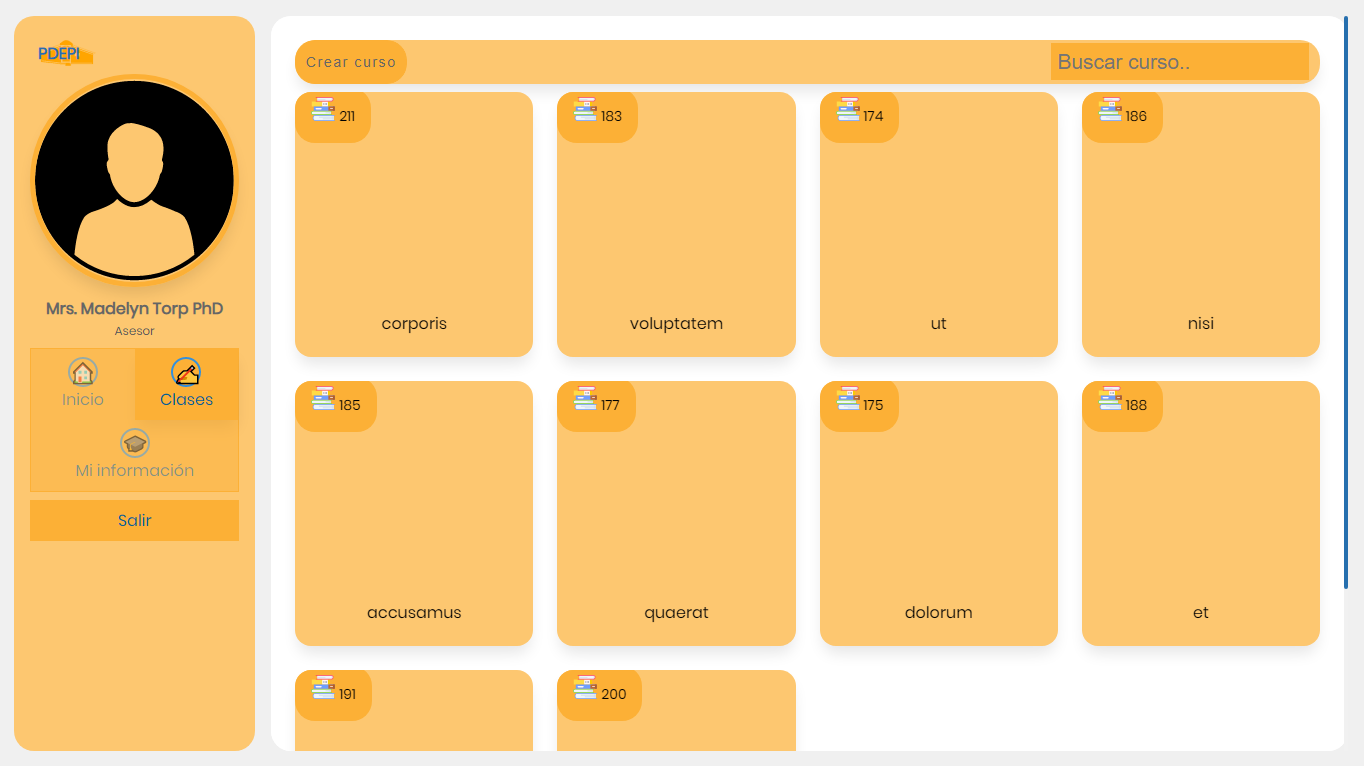 PDEPI
Mrs. Madelyn Torp PhD
Asesor
Inicio
Clases
Mi información
Salir
Crear curso
Buscar curso..
211
corporis
183
voluptatem
174
ut
186
nisi
185
accusamus
177
quaerat
175
dolorum
188
et
191
200